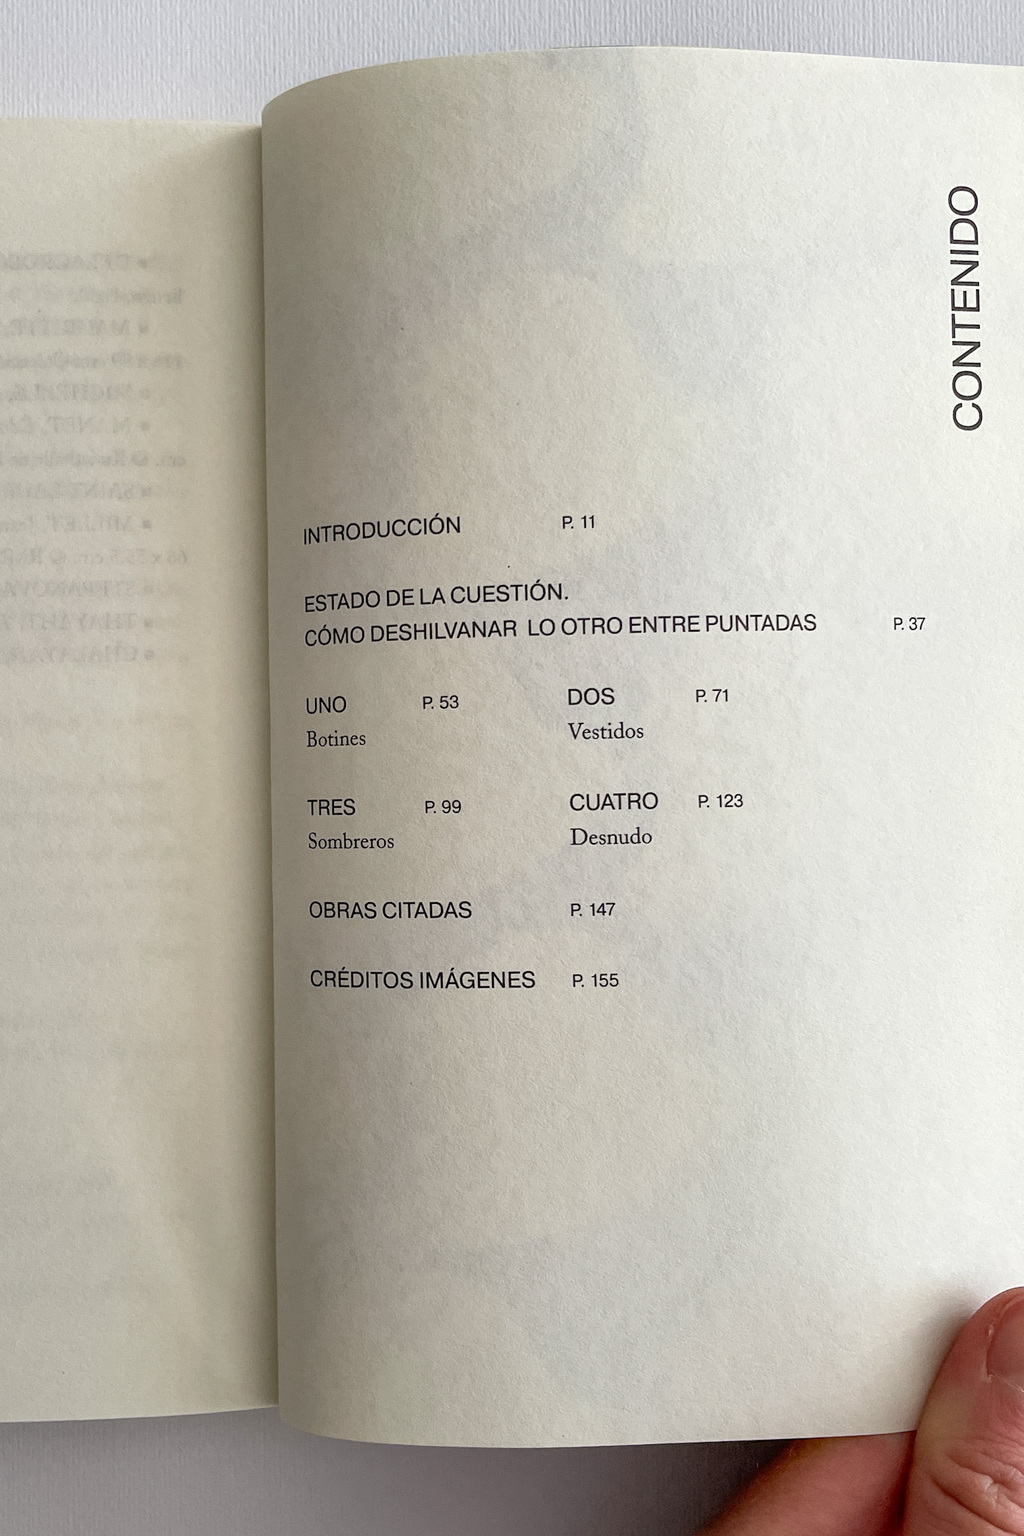 CONTENIDO
INTRODUCCIÓN P. 11
ESTADO DE LA CUESTIÓN.
CÓMO DESHILVANAR LO OTRO ENTRE PUNTADAS P. 37
UNO P. 53 DOS P. 71
Botines Vestidos
TRES P. 99 CUATRO P. 123
Sombreros Desnudo
OBRAS CITADAS P. 147
CRÉDITOS IMÁGENES P. 155